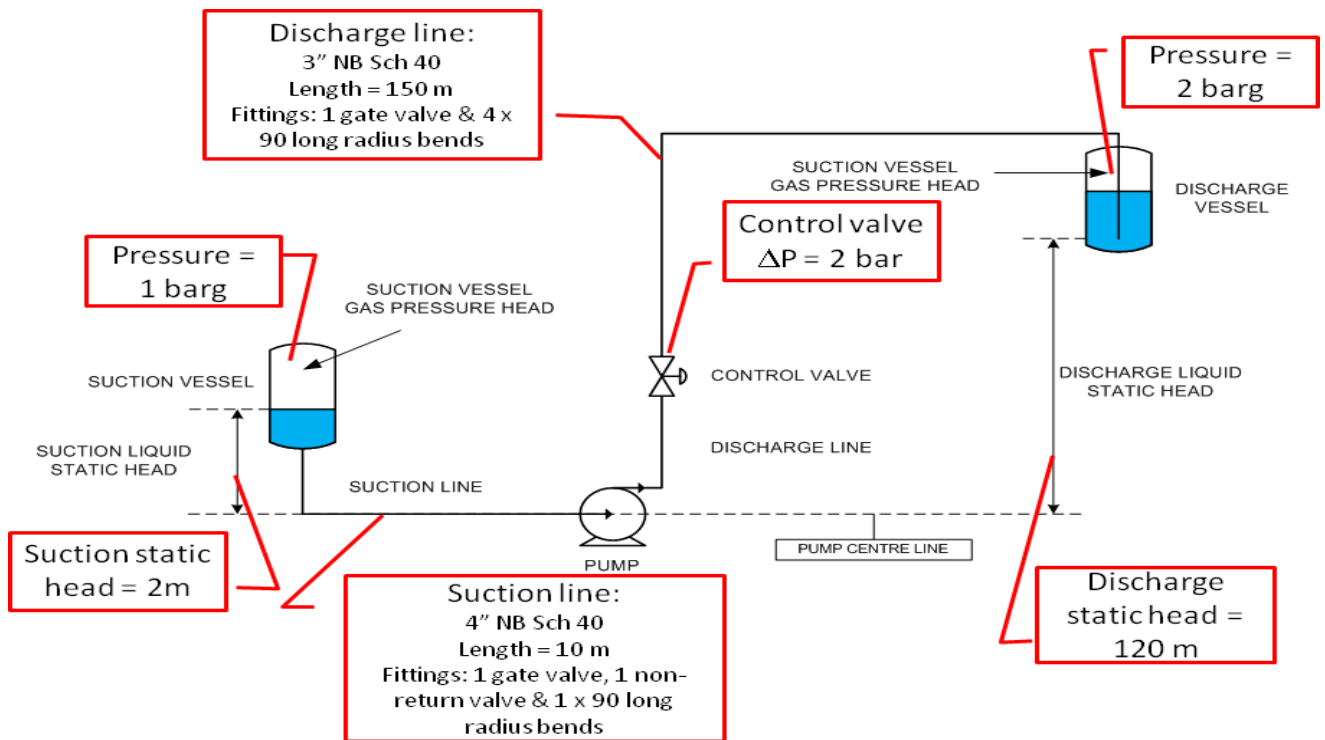 Discharge line:
3” NB Sch 40
Length = 150 m
Fittings: 1 gate valve & 4 x
90 long radius bends
Pressure =
2 barg
SUCTION VESSEL
GAS PRESSURE HEAD
DISCHARGE
VESSEL
Control valve
ΔP = 2 bar
Pressure =
1 barg
SUCTION VESSEL
GAS PRESSURE HEAD
SUCTION VESSEL
CONTROL VALVE
DISCHARGE LIQUID
STATIC HEAD
SUCTION LIQUID
STATIC HEAD
DISCHARGE LINE
SUCTION LINE
PUMP CENTRE LINE
PUMP
Suction static
head = 2m
Suction line:
4” NB Sch 40
Length = 10 m
Fittings: 1 gate valve, 1 non-
return valve & 1 x 90 long
radius bends
Discharge
static head =
120 m